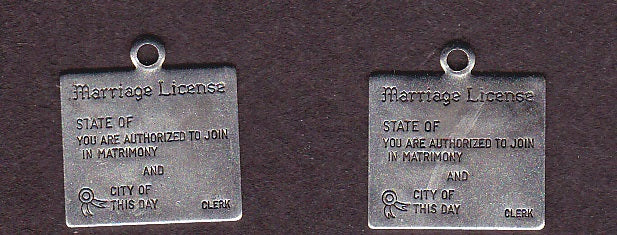 Marriage License
STATE OF
YOU ARE AUTHORIZED TO JOIN
IN MATRIMONY
AND
CITY OF
THIS DAY CLERK
Marriage License
STATE OF
YOU ARE AUTHORIZED TO JOIN
IN MATRIMONY
AND
CITY OF
THIS DAY CLERK